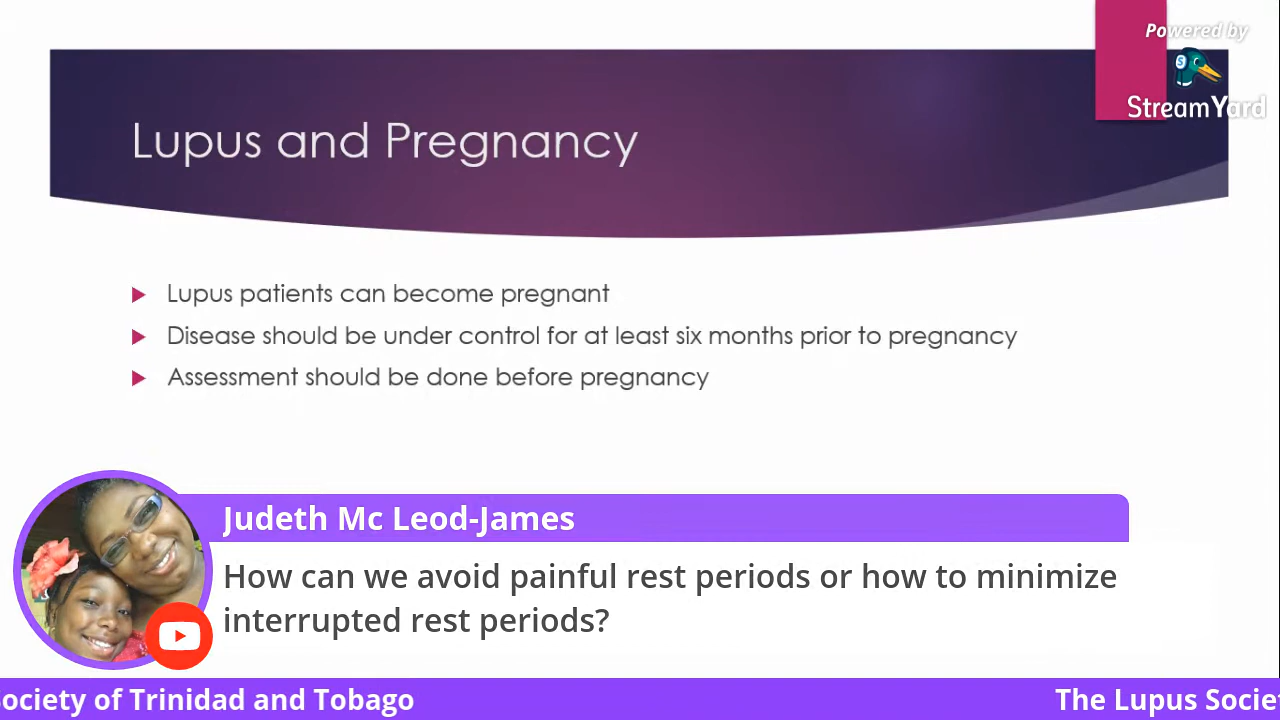 Powered by
StreamYard
Lupus and Pregnancy
Lupus patients can become pregnant
Disease should be under control for at least six months prior to pregnancy
Assessment should be done before pregnancy
Judeth Mc Leod-James
How can we avoid painful rest periods or how to minimize
interrupted rest periods?
ociety of Trinidad and Tobago The Lupus Socie